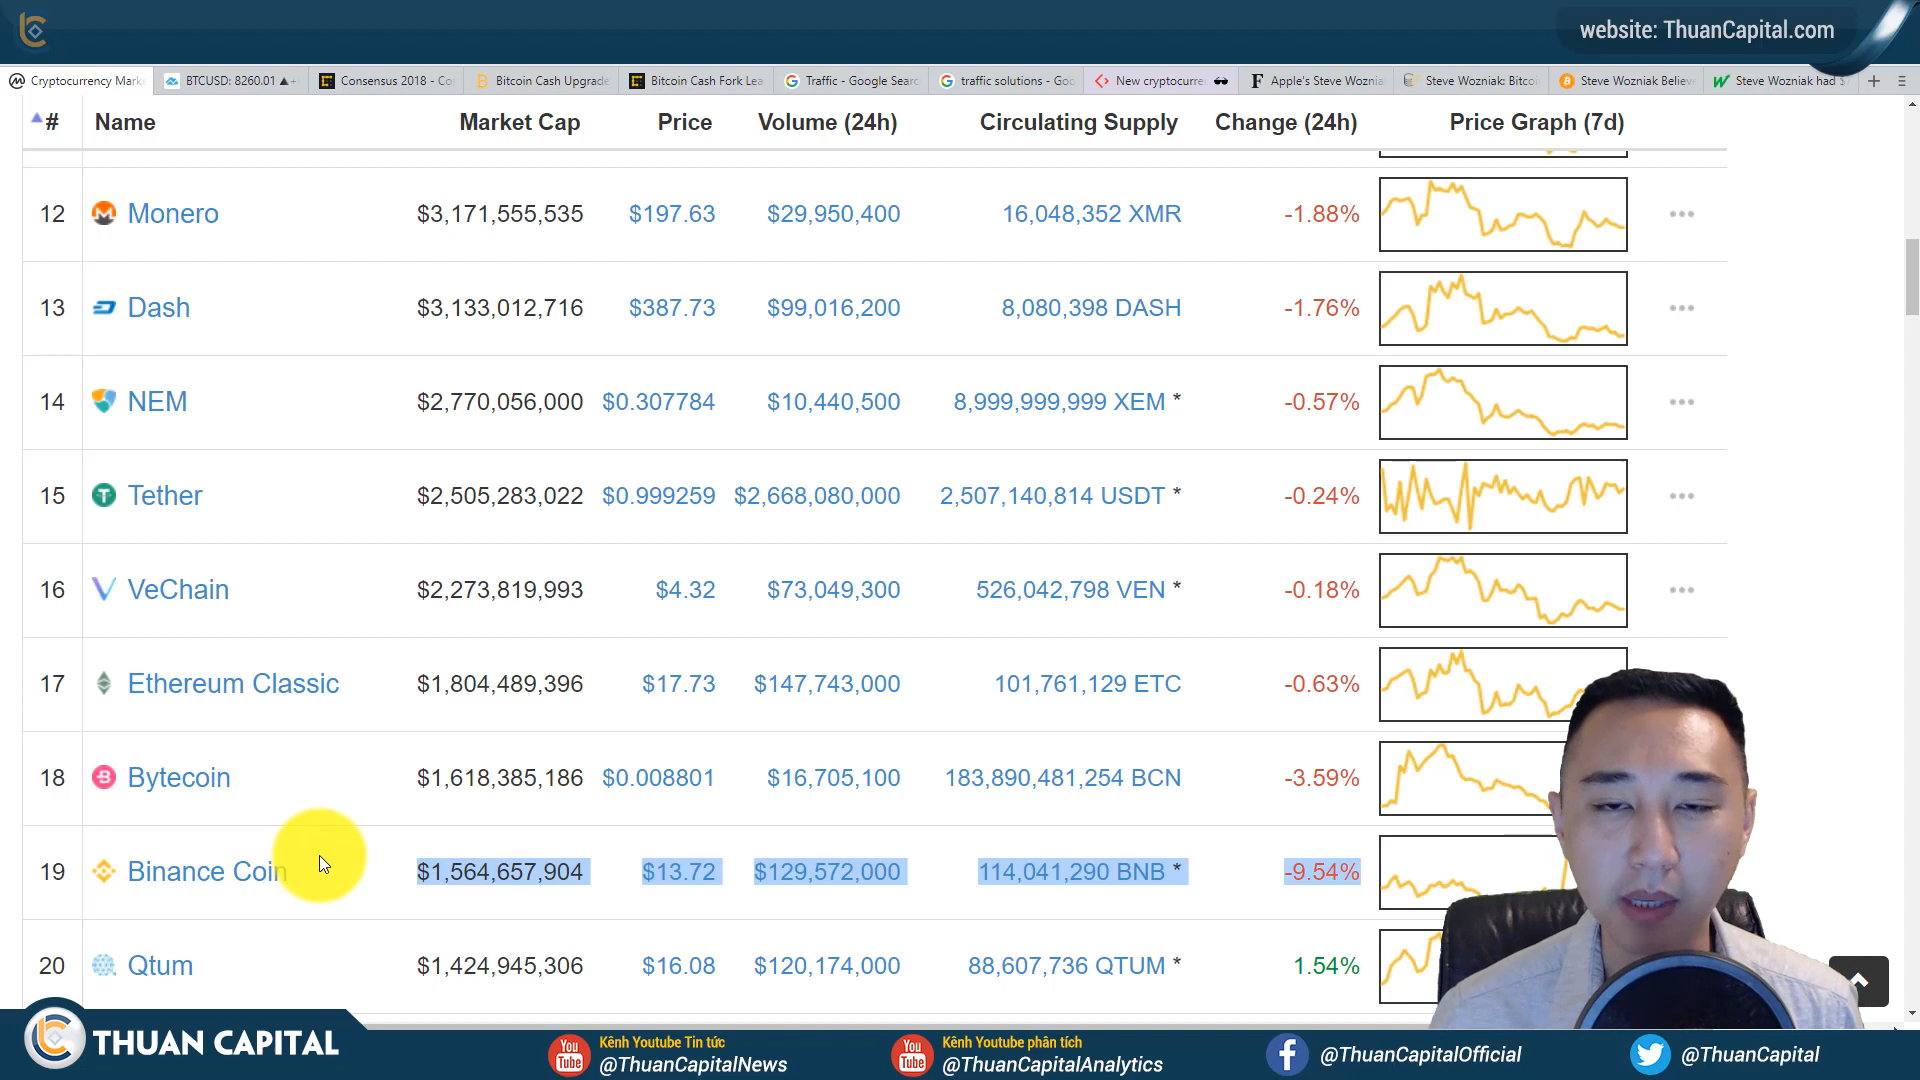 website: ThuanCapital.com
Cryptocurrency Marke
BTCUSD: 8260.01 ▲
Consensus 2018 - Co
Bitcoin Cash Upgrade
Bitcoin Cash Fork Lea
Traffic - Google Searc
traffic solutions - Goo
New cryptocurre
Apple's Steve Woznia
Steve Wozniak: Bitcoi
Steve Wozniak Believe
Steve Wozniak had $
# Name Market Cap Price Volume (24h) Circulating Supply Change (24h) Price Graph (7d)
12 Monero $3,171,555,535 $197.63 $29,950,400 16,048,352 XMR -1.88%
13 Dash $3,133,012,716 $387.73 $99,016,200 8,080,398 DASH -1.76%
14 NEM $2,770,056,000 $0.307784 $10,440,500 8,999,999,999 XEM * -0.57%
15 Tether $2,505,283,022 $0.999259 $2,668,080,000 2,507,140,814 USDT * -0.24%
16 VeChain $2,273,819,993 $4.32 $73,049,300 526,042,798 VEN * -0.18%
17 Ethereum Classic $1,804,489,396 $17.73 $147,743,000 101,761,129 ETC -0.63%
18 Bytecoin $1,618,385,186 $0.008801 $16,705,100 183,890,481,254 BCN -3.59%
19 Binance Coin $1,564,657,904 $13.72 $129,572,000 114,041,290 BNB * -9.54%
20 Qtum $1,424,945,306 $16.08 $120,174,000 88,607,736 QTUM * 1.54%
THUAN CAPITAL
You Tube
Kênh Youtube Tin tức
@ThuanCapitalNews
You Tube
Kênh Youtube phân tích
@ThuanCapitalAnalytics
@ThuanCapitalOfficial
@ThuanCapital